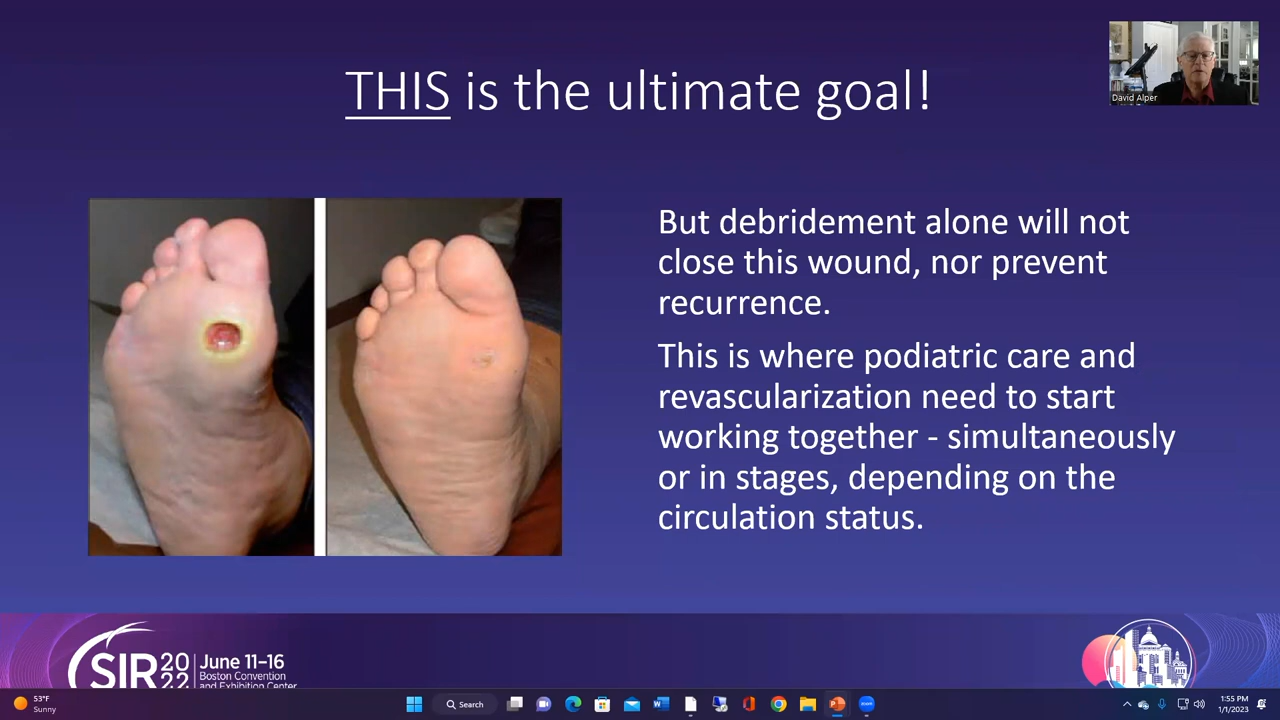 THIS is the ultimate goal!
David Alper
But debridement alone will not
close this wound, nor prevent
recurrence.
This is where podiatric care and
revascularization need to start
working together - simultaneously
or in stages, depending on the
circulation status.
SIR 20
22
June 11-16
Boston Convention
and Exhibition Center
53°F
Sunny
Search
1:55 PM
1/1/2023